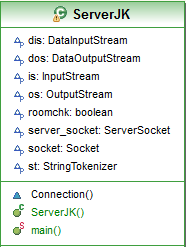 ServerJK
dis: DataInputStream
dos: DataOutputStream
is: InputStream
os: OutputStream
roomchk: boolean
server_socket: ServerSocket
socket: Socket
st: StringTokenizer
Connection()
ServerJK()
main()